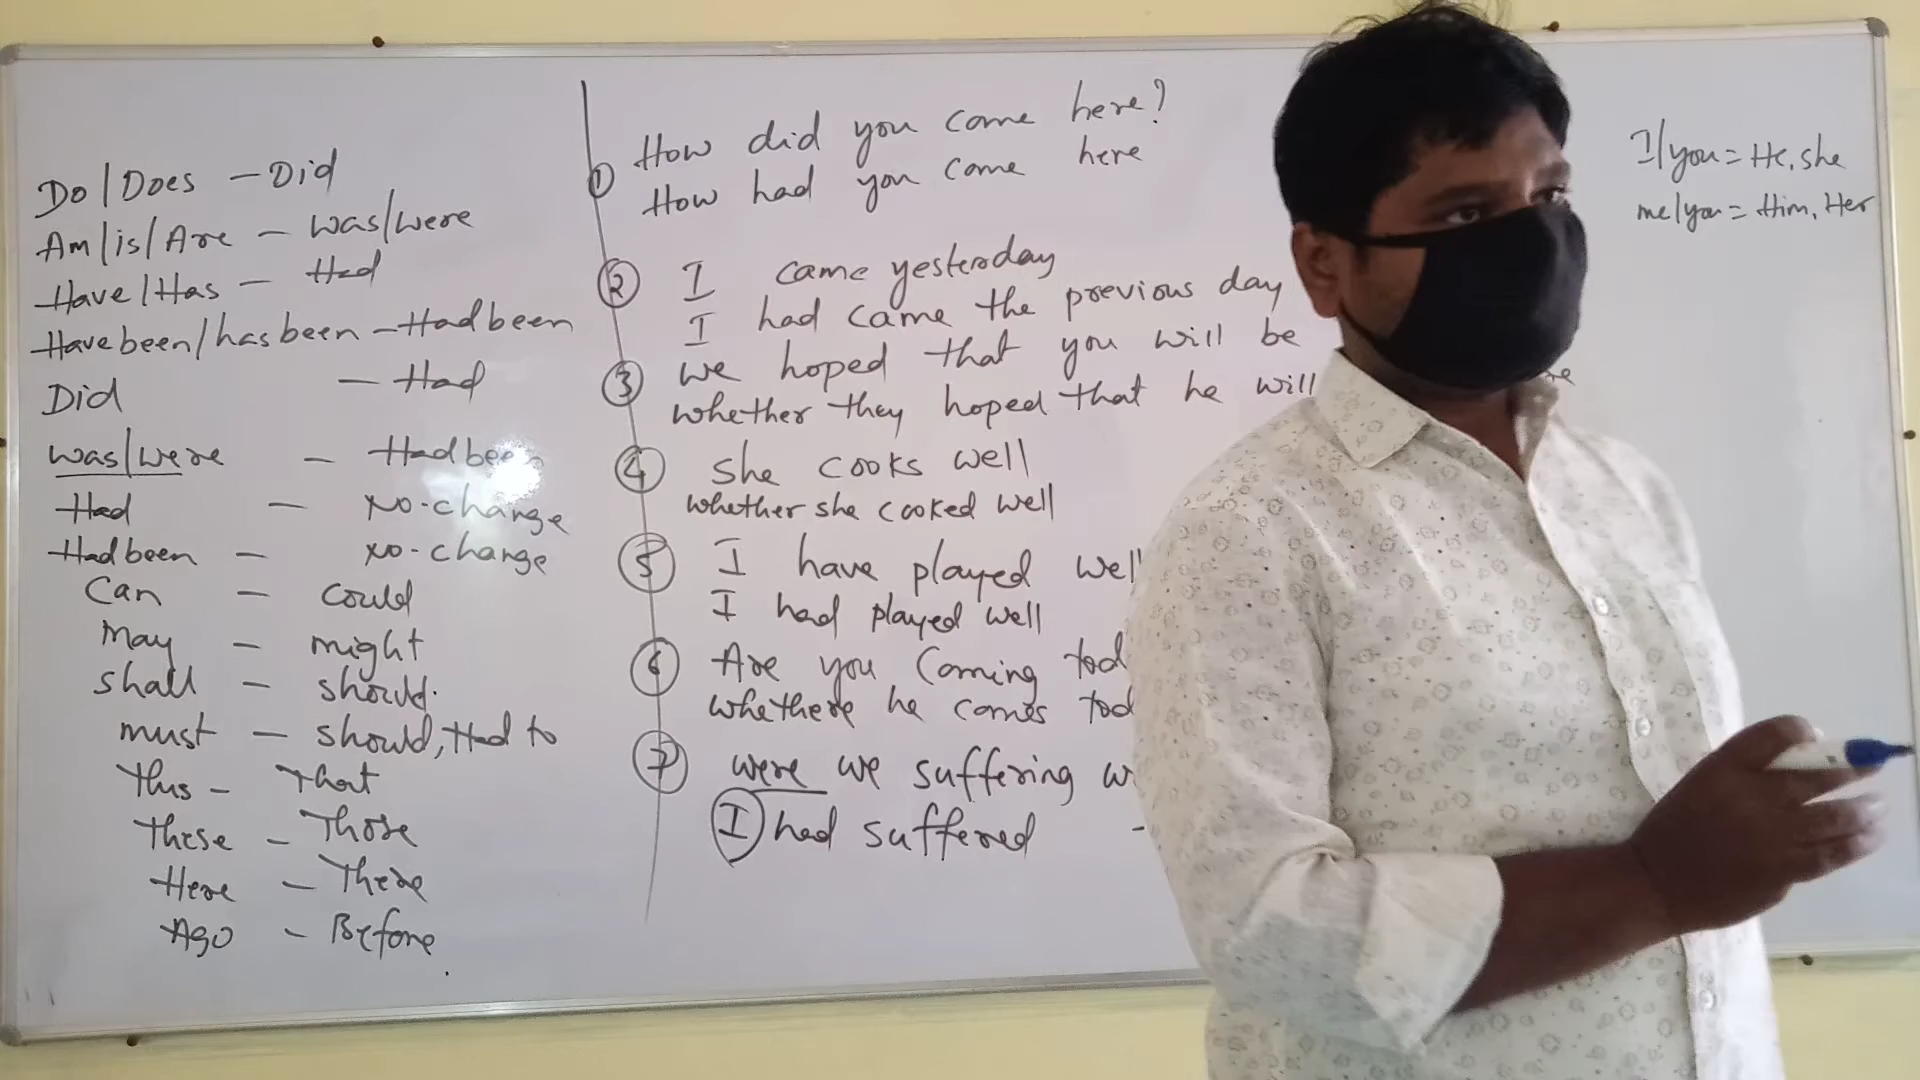 Do/Does - Did
Am/is/Are - was/were
Have/Has - Had
Have been/has been - Had been
Did - Had
was/were - Had been
Had - No-change
Had been - No-change
Can - could
May - might
shall - should.
must - should, Had to
This - That
These - Those
Here - There
Ago - Before
① How did you come here?
How had you come here
② I came yesterday
I had came the previous day
③ we hoped that you will be
whether they hoped that he will
④ she cooks well
whether she cooked well
⑤ I have played well
I had played well
⑥ Are you Coming
whethere he comes
⑦ were we suffering
I had suffered -
I/you = He, she
me/you = Him, Her